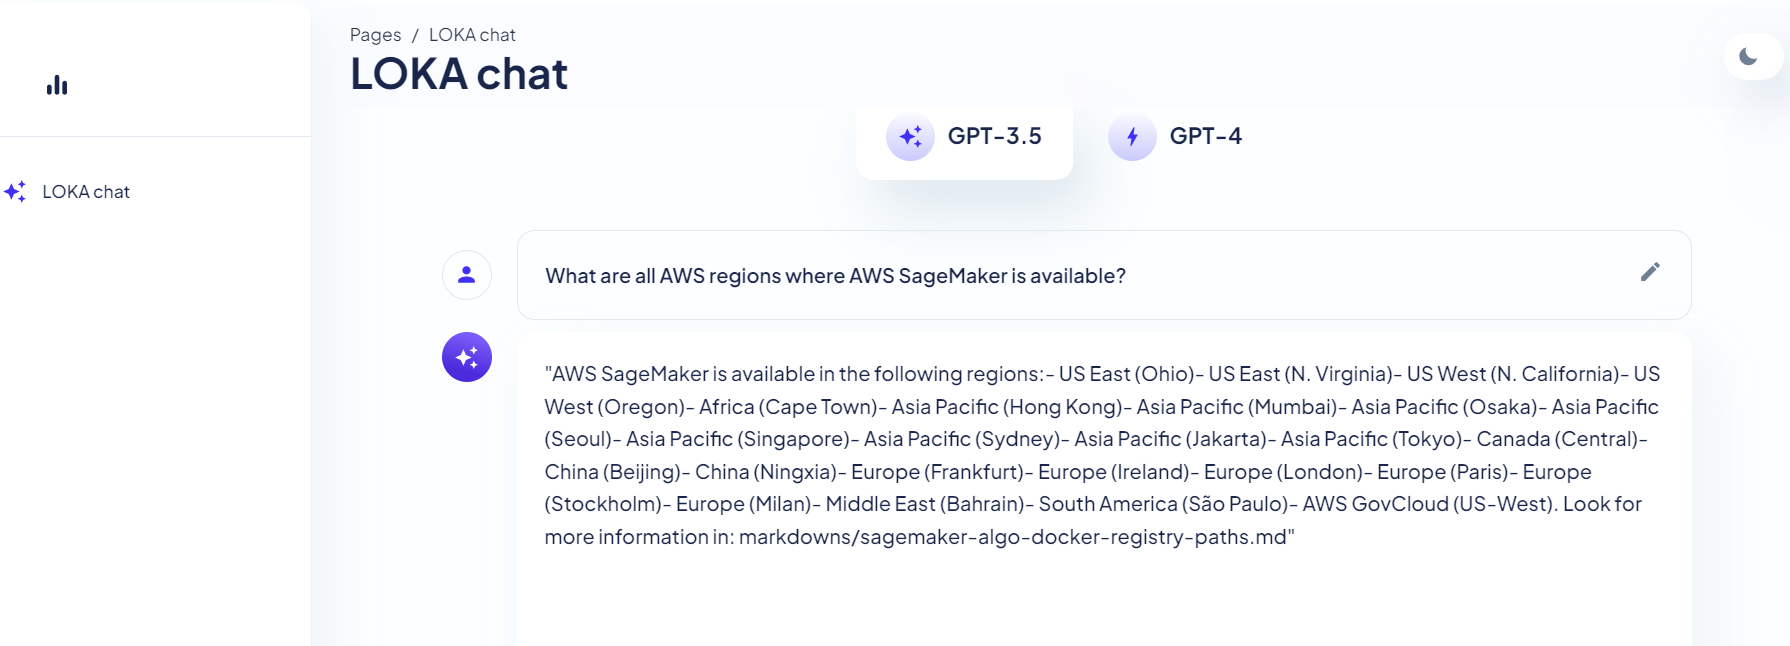 Pages / LOKA chat
LOKA chat
GPT-3.5
GPT-4
LOKA chat
What are all AWS regions where AWS SageMaker is available?
"AWS SageMaker is available in the following regions:- US East (Ohio)- US East (N. Virginia)- US West (N. California)- US
West (Oregon)- Africa (Cape Town)- Asia Pacific (Hong Kong)- Asia Pacific (Mumbai)- Asia Pacific (Osaka)- Asia Pacific
(Seoul)- Asia Pacific (Singapore)- Asia Pacific (Sydney)- Asia Pacific (Jakarta)- Asia Pacific (Tokyo)- Canada (Central)-
China (Beijing)- China (Ningxia)- Europe (Frankfurt)- Europe (Ireland)- Europe (London)- Europe (Paris)- Europe
(Stockholm)- Europe (Milan)- Middle East (Bahrain)- South America (São Paulo)- AWS GovCloud (US-West). Look for
more information in: markdowns/sagemaker-algo-docker-registry-paths.md"